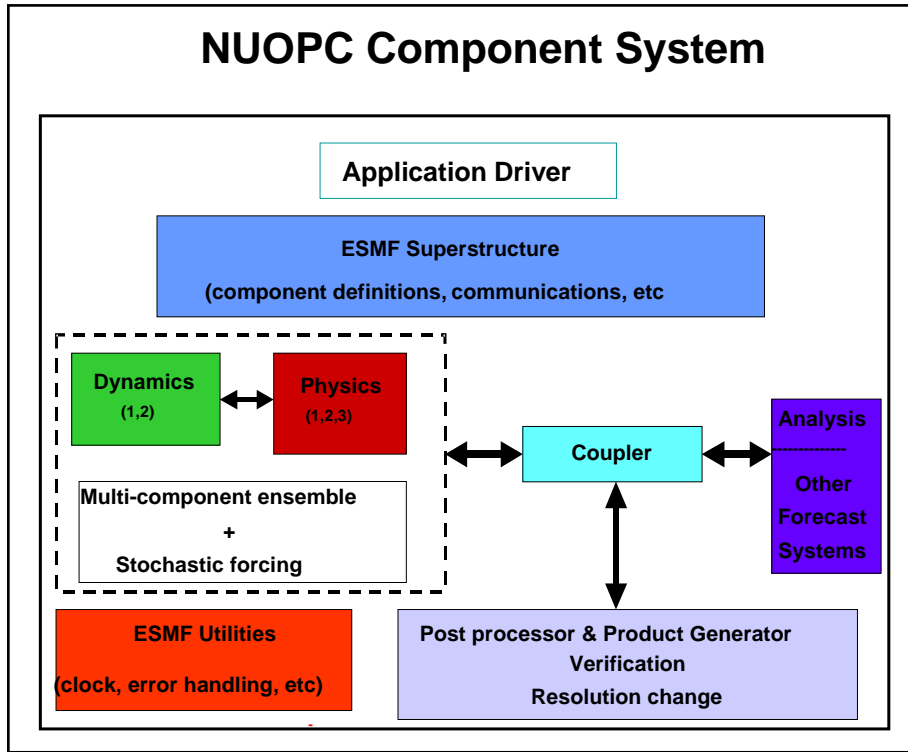 NUOPC Component System
Application Driver
ESMF Superstructure
(component definitions, communications, etc
Dynamics
(1,2)
Physics
(1,2,3)
Multi-component ensemble
+
Stochastic forcing
Coupler
Analysis
--------------
Other
Forecast
Systems
ESMF Utilities
(clock, error handling, etc)
Post processor & Product Generator
Verification
Resolution change